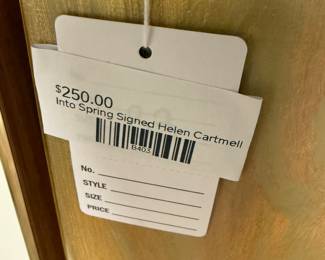 $250.00
Into Spring Signed Helen Cartmell
B403
No.
STYLE
SIZE
PRICE